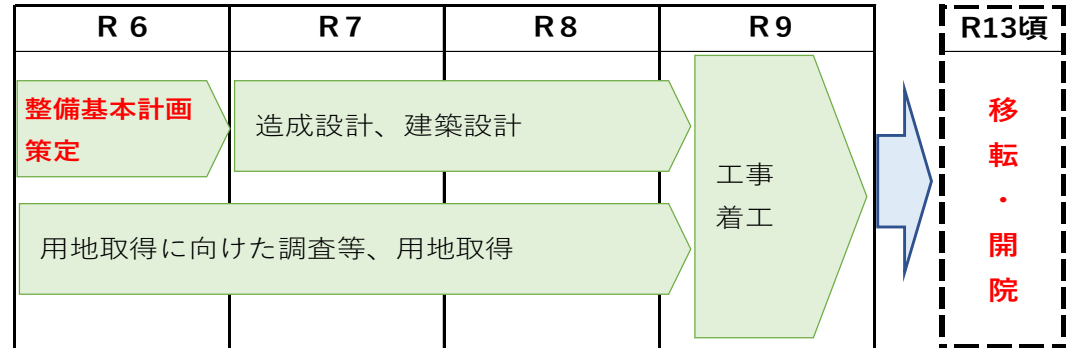 R６
R７
R８
R９
R13頃
整備基本計画
策定
造成設計、建築設計
用地取得に向けた調査等、用地取得
工事
着工
移転・開院